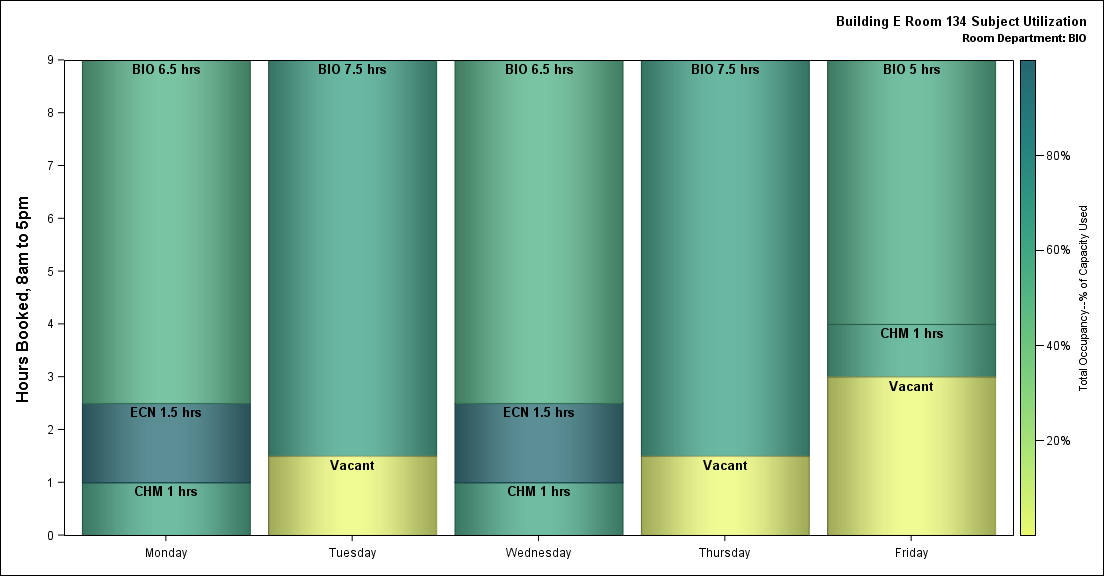 Building E Room 134 Subject Utilization
Room Department: BIO
Hours Booked, 8am to 5pm
9
8
7
6
5
4
3
2
1
0
BIO 6.5 hrs
ECN 1.5 hrs
CHM 1 hrs
BIO 7.5 hrs
Vacant
BIO 6.5 hrs
ECN 1.5 hrs
CHM 1 hrs
BIO 7.5 hrs
Vacant
BIO 5 hrs
CHM 1 hrs
Vacant
Monday
Tuesday
Wednesday
Thursday
Friday
80%
60%
40%
20%
Total Occupancy--% of Capacity Used